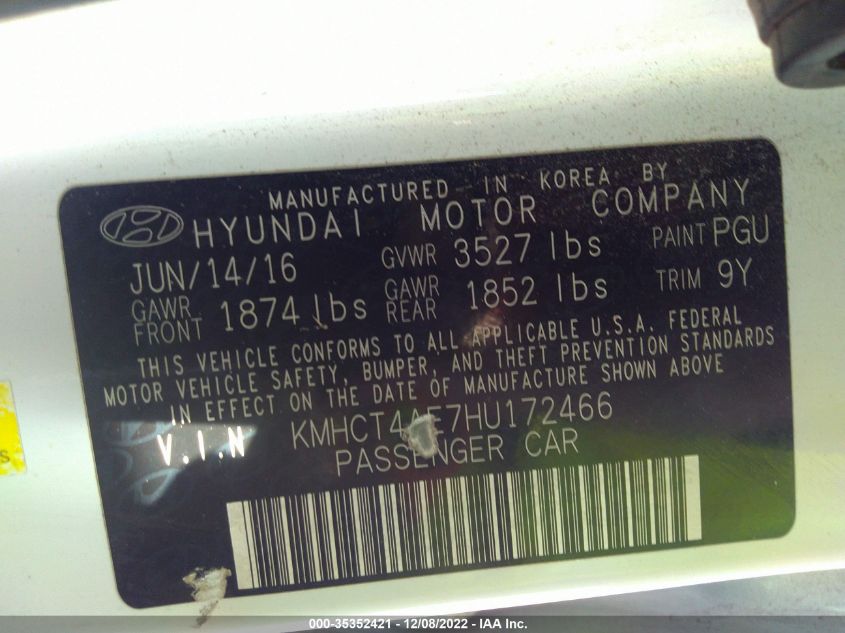 MANUFACTURED IN KOREA BY
HYUNDAI MOTOR COMPANY
JUN/14/16 GVWR 3527 lbs PAINT PGU
GAWR FRONT 1874 lbs GAWR REAR 1852 lbs TRIM 9Y
THIS VEHICLE CONFORMS TO ALL APPLICABLE U.S.A. FEDERAL
MOTOR VEHICLE SAFETY, BUMPER, AND THEFT PREVENTION STANDARDS
IN EFFECT ON THE DATE OF MANUFACTURE SHOWN ABOVE
V.I.N KMHCT4AE7HU172466
PASSENGER CAR
S
000-35352421 - 12/08/2022 - IAA Inc.